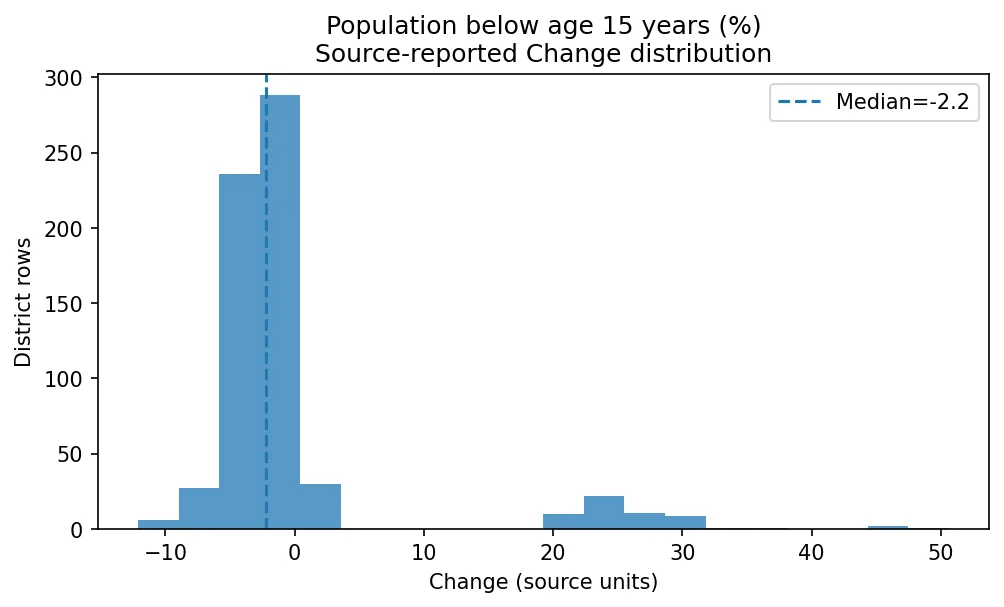 Population below age 15 years (%)
Source-reported Change distribution
Median=-2.2
300
250
200
150
100
50
0
District rows
−10
0
10
20
30
40
50
Change (source units)